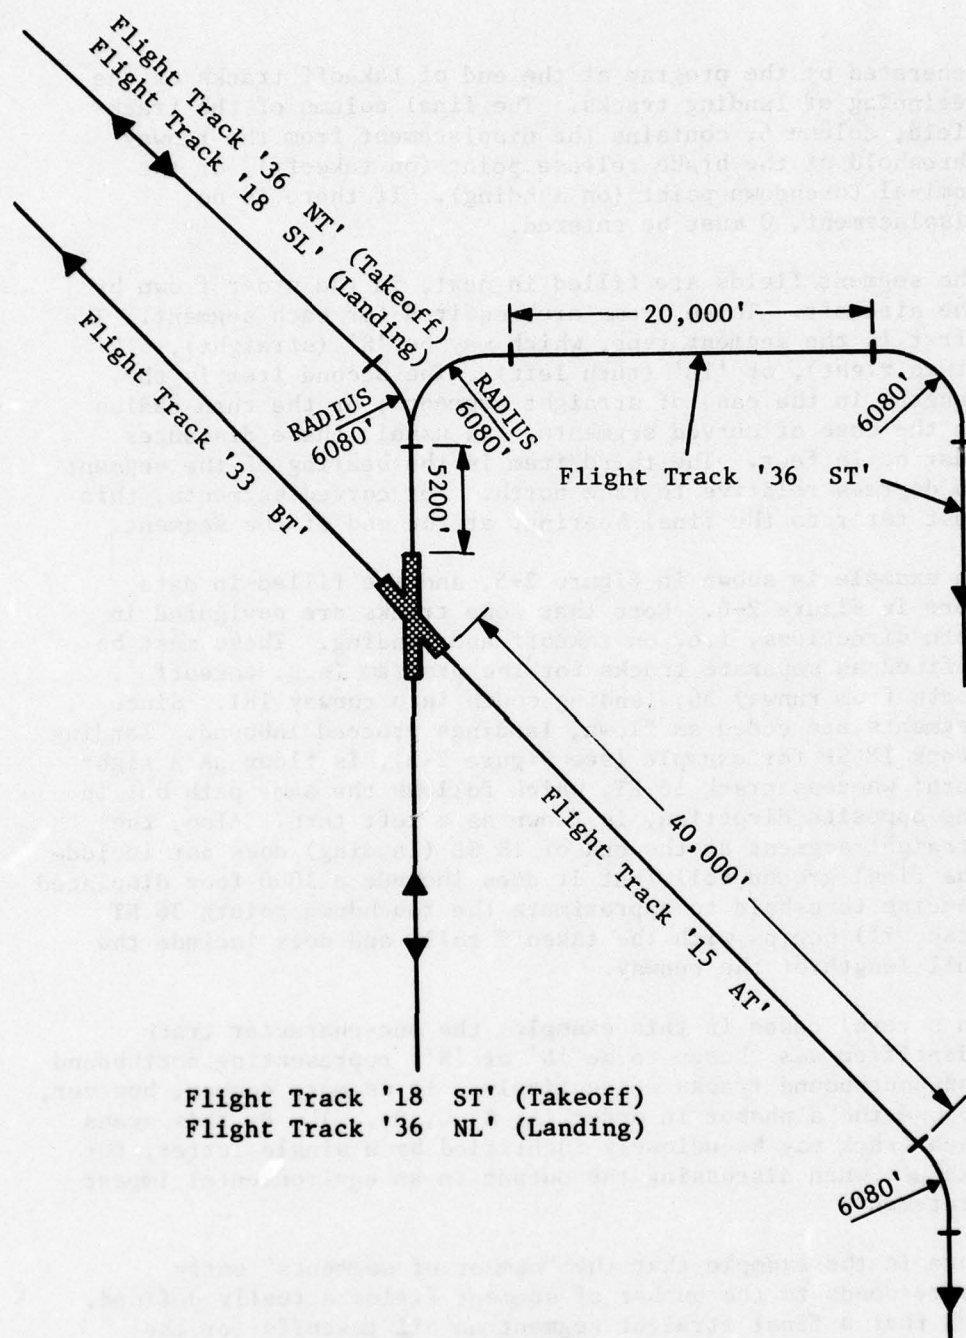 Flight Track '36 NT' (Takeoff)
Flight Track '18 SL' (Landing)
20,000'
RADIUS
6080'
RADIUS
6080'
6080'
5200'
Flight Track '36 ST'
Flight Track '33 BT'
40,000'
Flight Track '15 AT'
Flight Track '18 ST' (Takeoff)
Flight Track '36 NL' (Landing)
6080'